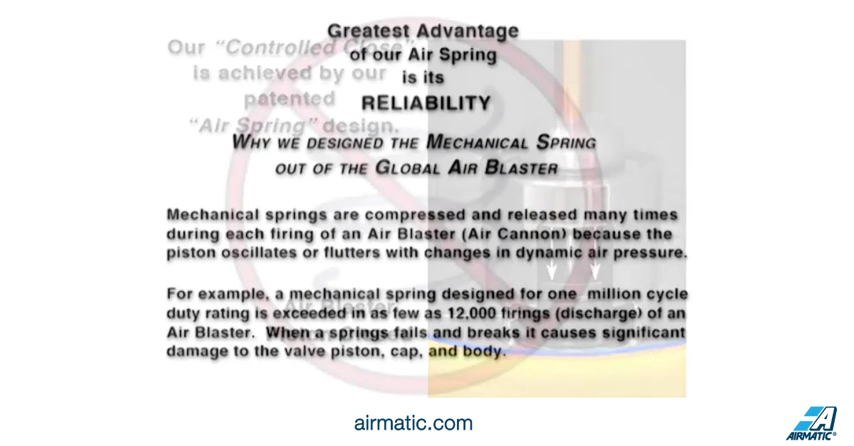 Greatest Advantage
of our Air Spring
is its
RELIABILITY
Our "Controlled Close"
is achieved by our
patented
"Air Spring" design.
WHY WE DESIGNED THE MECHANICAL SPRING
OUT OF THE GLOBAL AIR BLASTER
Mechanical springs are compressed and released many times
during each firing of an Air Blaster (Air Cannon) because the
piston oscillates or flutters with changes in dynamic air pressure.
For example, a mechanical spring designed for one million cycle
duty rating is exceeded in as few as 12,000 firings (discharge) of an
Air Blaster. When a springs fails and breaks it causes significant
damage to the valve piston, cap, and body.
Air Blaster
airmatic.com
AIRMATIC®